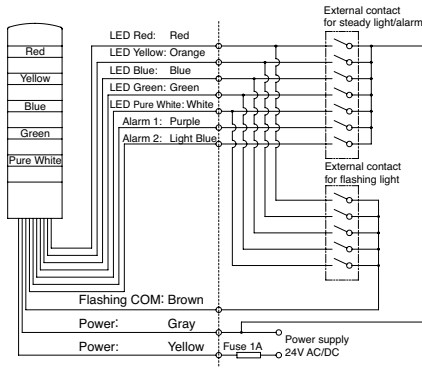 External contact
for steady light/alarm
LED Red: Red
LED Yellow: Orange
LED Blue: Blue
LED Green: Green
LED Pure White: White
Alarm 1: Purple
Alarm 2: Light Blue
Red
Yellow
Blue
Green
Pure White
External contact
for flashing light
Flashing COM: Brown
Power: Gray
Power: Yellow
Fuse 1A
Power supply
24V AC/DC